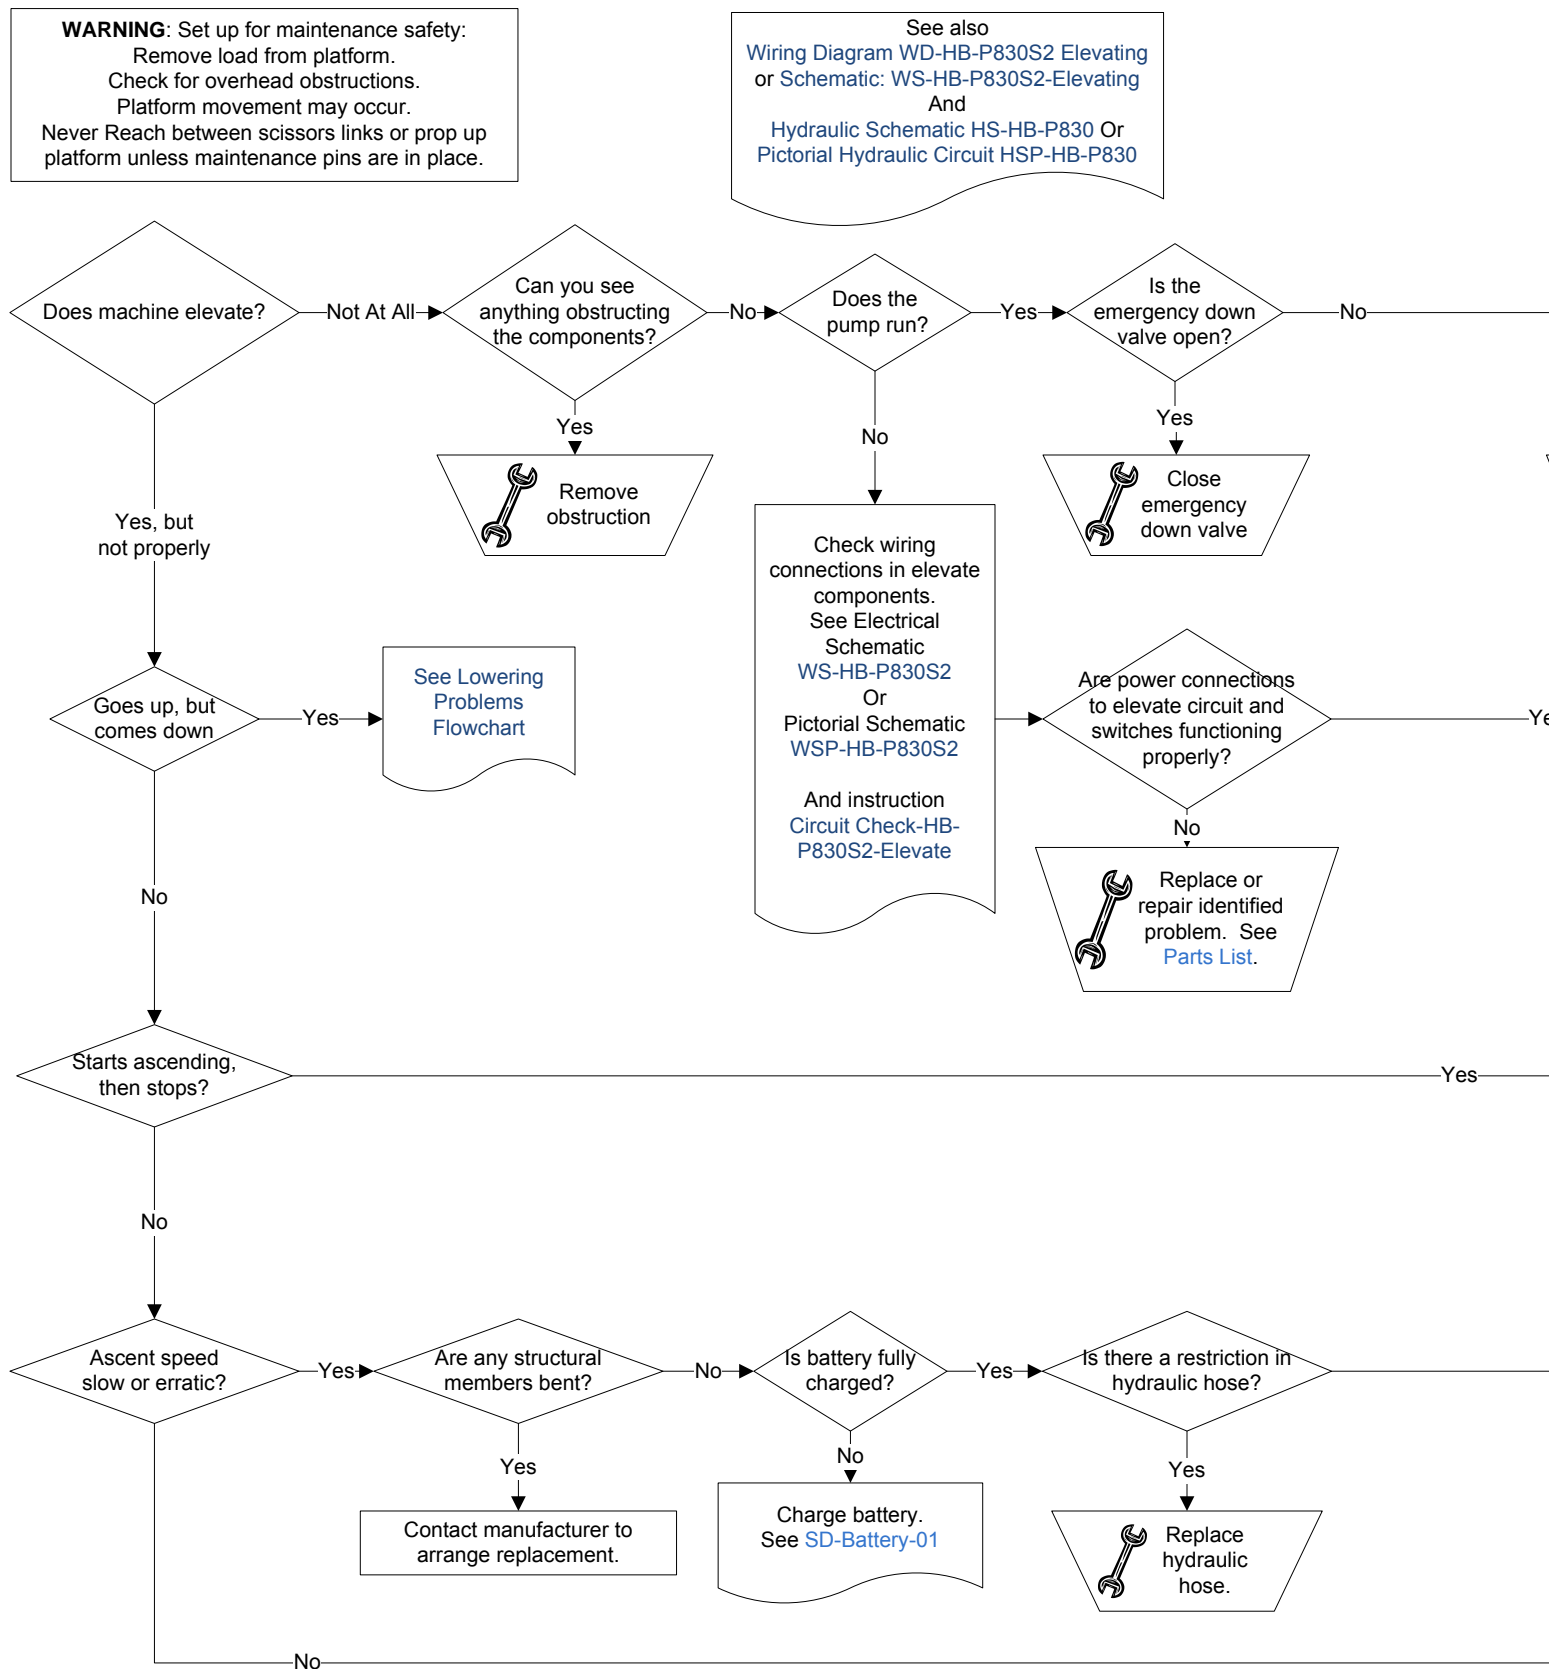 WARNING: Set up for maintenance safety:
Remove load from platform.
Check for overhead obstructions.
Platform movement may occur.
Never Reach between scissors links or prop up
platform unless maintenance pins are in place.
See also
Wiring Diagram WD-HB-P830S2 Elevating
or Schematic: WS-HB-P830S2-Elevating
And
Hydraulic Schematic HS-HB-P830 Or
Pictorial Hydraulic Circuit HSP-HB-P830
Does machine elevate?
Not At All
Can you see
anything obstructing
the components?
No
Does the
pump run?
Yes
Is the
emergency down
valve open?
No
Yes
Remove
obstruction
No
Yes
Close
emergency
down valve
Yes, but
not properly
Check wiring
connections in elevate
components.
See Electrical
Schematic
WS-HB-P830S2
Or
Pictorial Schematic
WSP-HB-P830S2
And instruction
Circuit Check-HB-
P830S2-Elevate
Are power connections
to elevate circuit and
switches functioning
properly?
Ye
No
Replace or
repair identified
problem. See
Parts List.
Goes up, but
comes down
Yes
See Lowering
Problems
Flowchart
No
Starts ascending,
then stops?
Yes
No
Ascent speed
slow or erratic?
Yes
Are any structural
members bent?
No
Is battery fully
charged?
Yes
Is there a restriction in
hydraulic hose?
Yes
Contact manufacturer to
arrange replacement.
No
Charge battery.
See SD-Battery-01
Yes
Replace
hydraulic
hose.
No